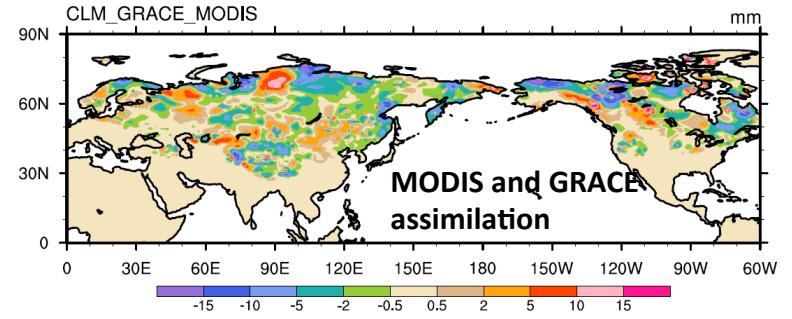 CLM_GRACE_MODIS mm
90N
60N
30N
MODIS and GRACE
assimilation
0
0 30E 60E 90E 120E 150E 180 150W 120W 90W 60W
-15 -10 -5 -2 -0.5 0.5 2 5 10 15